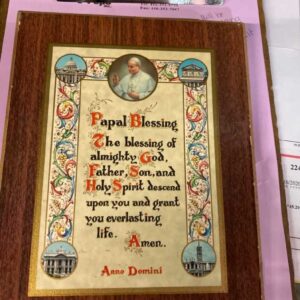 Papal Blessing
The blessing of
almighty God,
Father, Son, and
Holy Spirit descend
upon you and grant
you everlasting
life. Amen.
Anno Domini